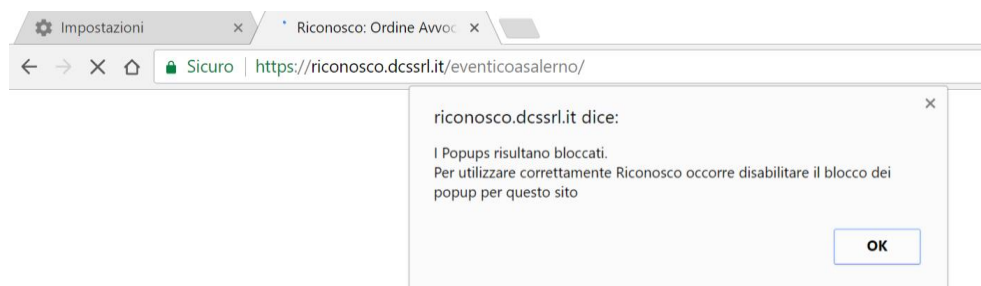 Impostazioni
Riconosco: Ordine Avvoc
Sicuro | https://riconosco.dcssrl.it/eventicoasalerno/
riconosco.dcssrl.it dice:
I Popups risultano bloccati.
Per utilizzare correttamente Riconosco occorre disabilitare il blocco dei
popup per questo sito
OK